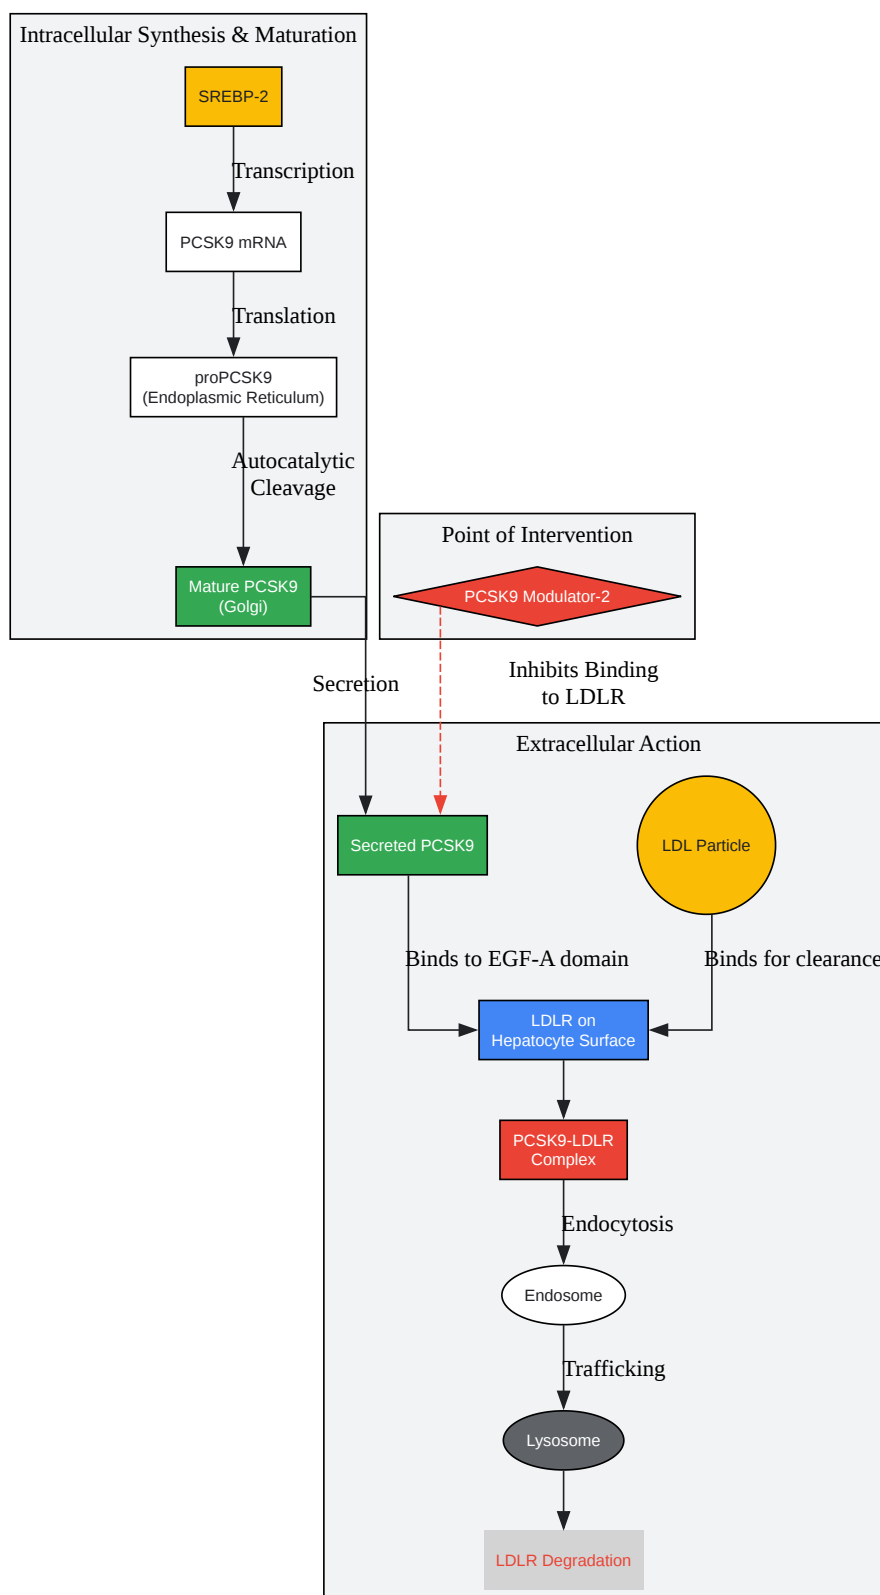 Intracellular Synthesis & Maturation
SREBP-2
Transcription
PCSK9 mRNA
Translation
proPCSK9
(Endoplasmic Reticulum)
Autocatalytic
Cleavage
Mature PCSK9
(Golgi)
Point of Intervention
PCSK9 Modulator-2
Secretion
Inhibits Binding
to LDLR
Extracellular Action
Secreted PCSK9
LDL Particle
Binds to EGF-A domain
Binds for clearance
LDLR on
Hepatocyte Surface
PCSK9-LDLR
Complex
Endocytosis
Endosome
Trafficking
Lysosome
LDLR Degradation